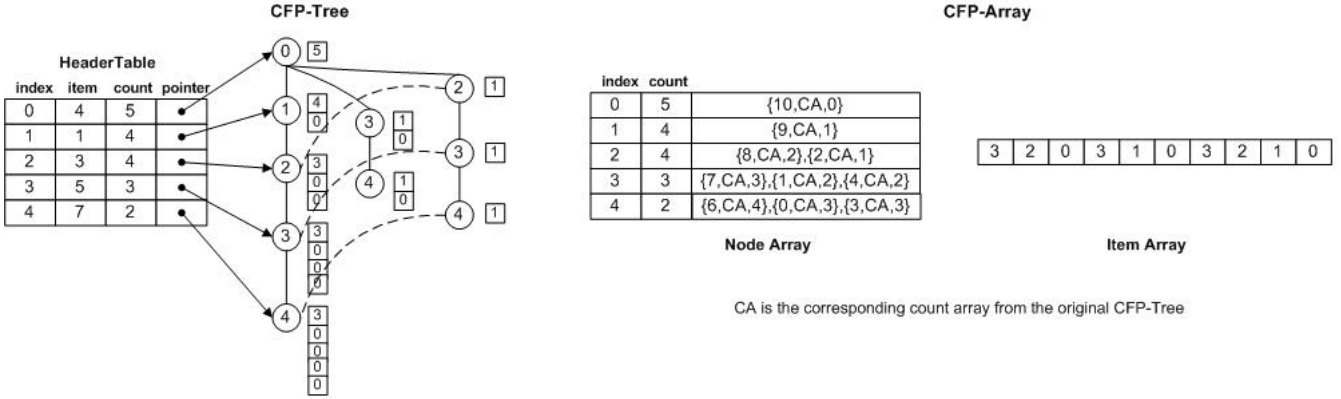 CFP-Tree
HeaderTable
index item count pointer
0 4 5
1 1 4
2 3 4
3 5 3
4 7 2
0 5
1 4 0
2 3 0 0
3 3 0 0 0
4 3 0 0 0 0
3 1 0
4 1 0
2 1
3 1
4 1
CFP-Array
index count
0 5 {10,CA,0}
1 4 {9,CA,1}
2 4 {8,CA,2},{2,CA,1}
3 3 {7,CA,3},{1,CA,2},{4,CA,2}
4 2 {6,CA,4},{0,CA,3},{3,CA,3}
Node Array
3 2 0 3 1 0 3 2 1 0
Item Array
CA is the corresponding count array from the original CFP-Tree